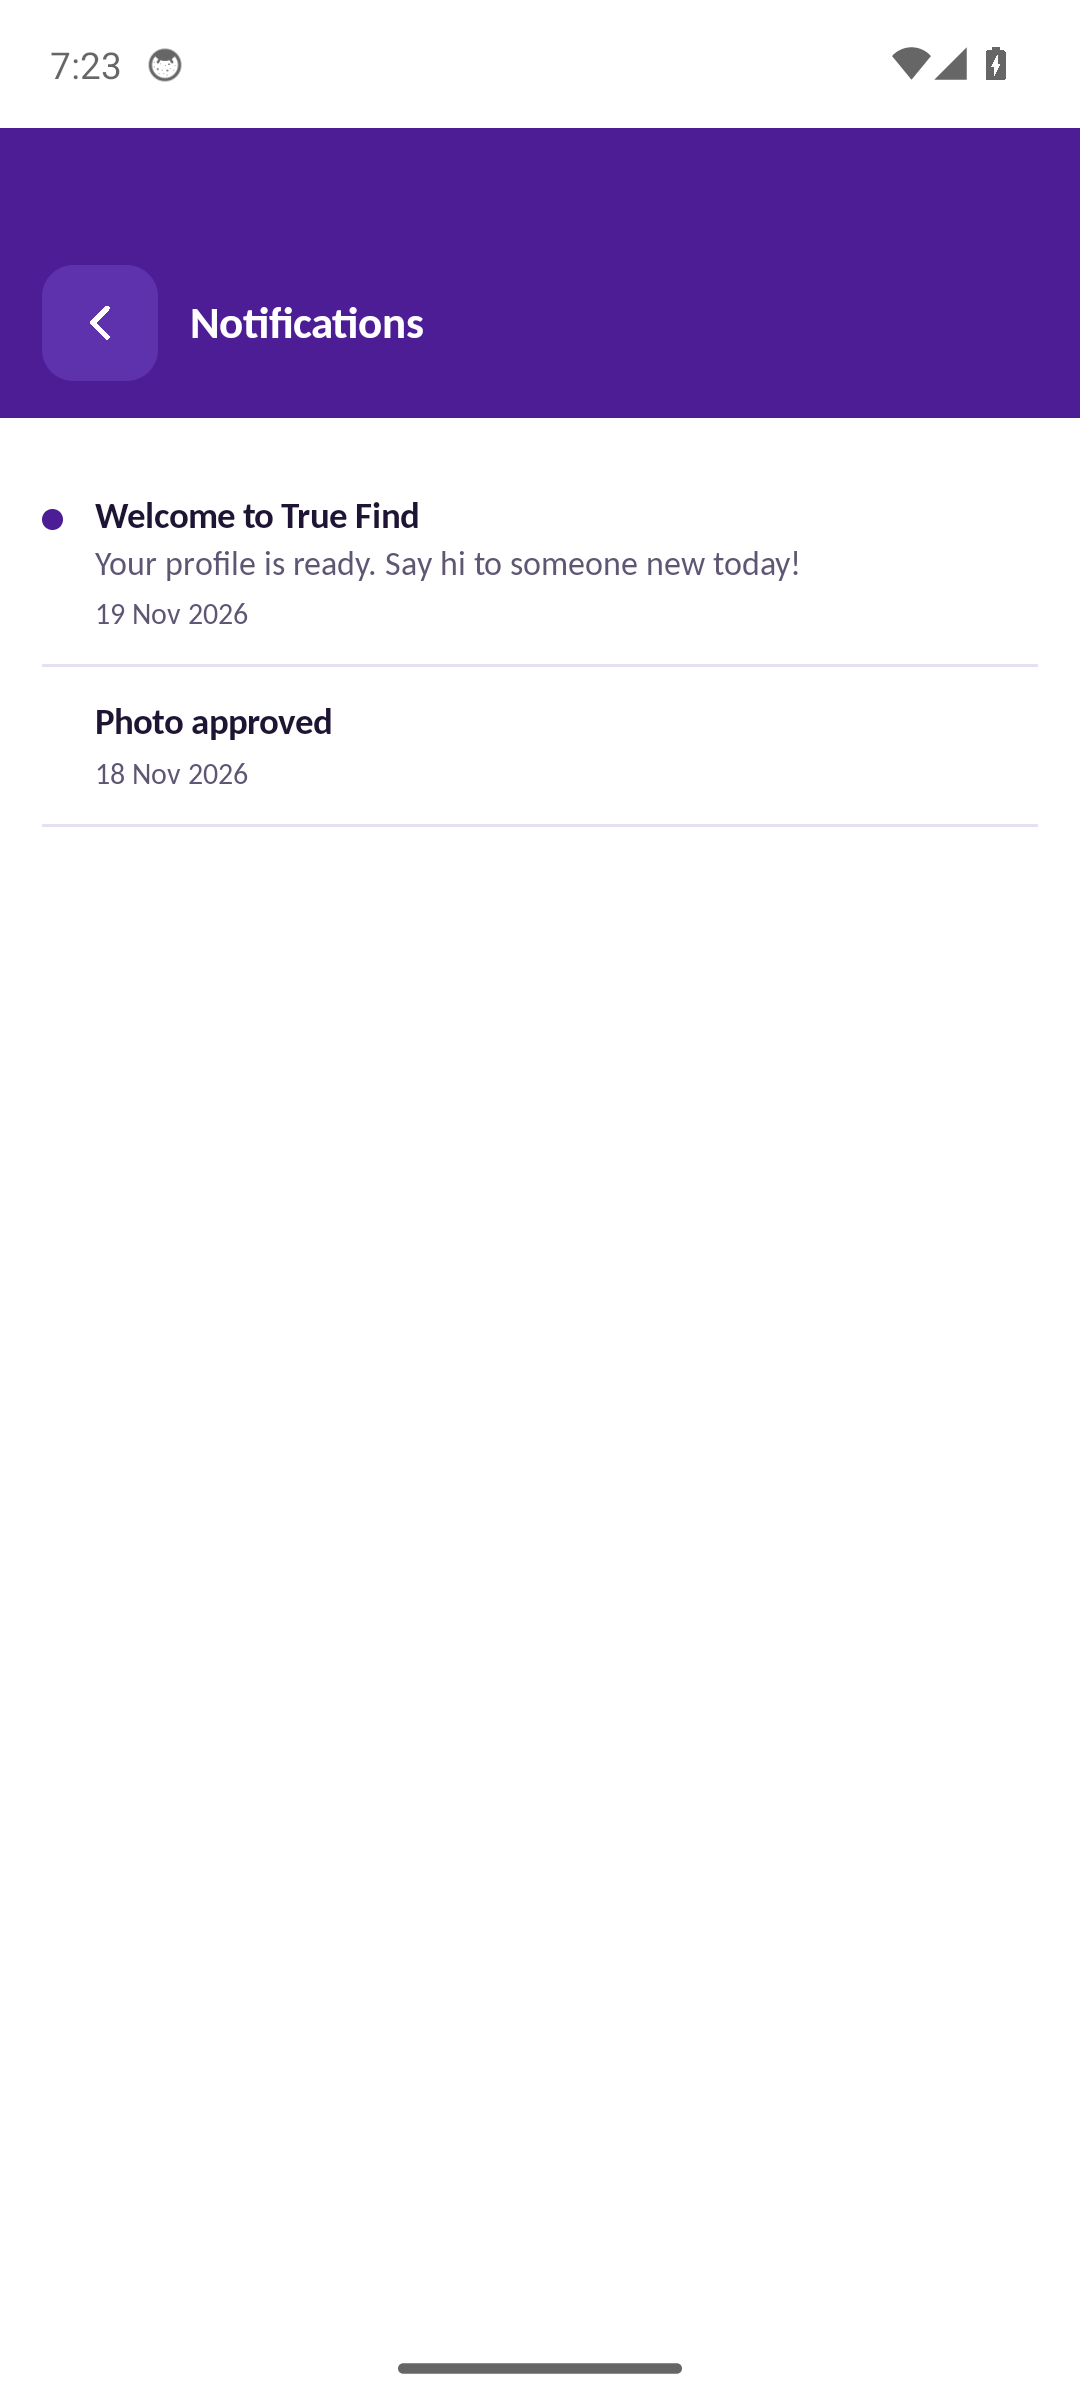 7:23
Notifications
Welcome to True Find
Your profile is ready. Say hi to someone new today!
19 Nov 2026
Photo approved
18 Nov 2026